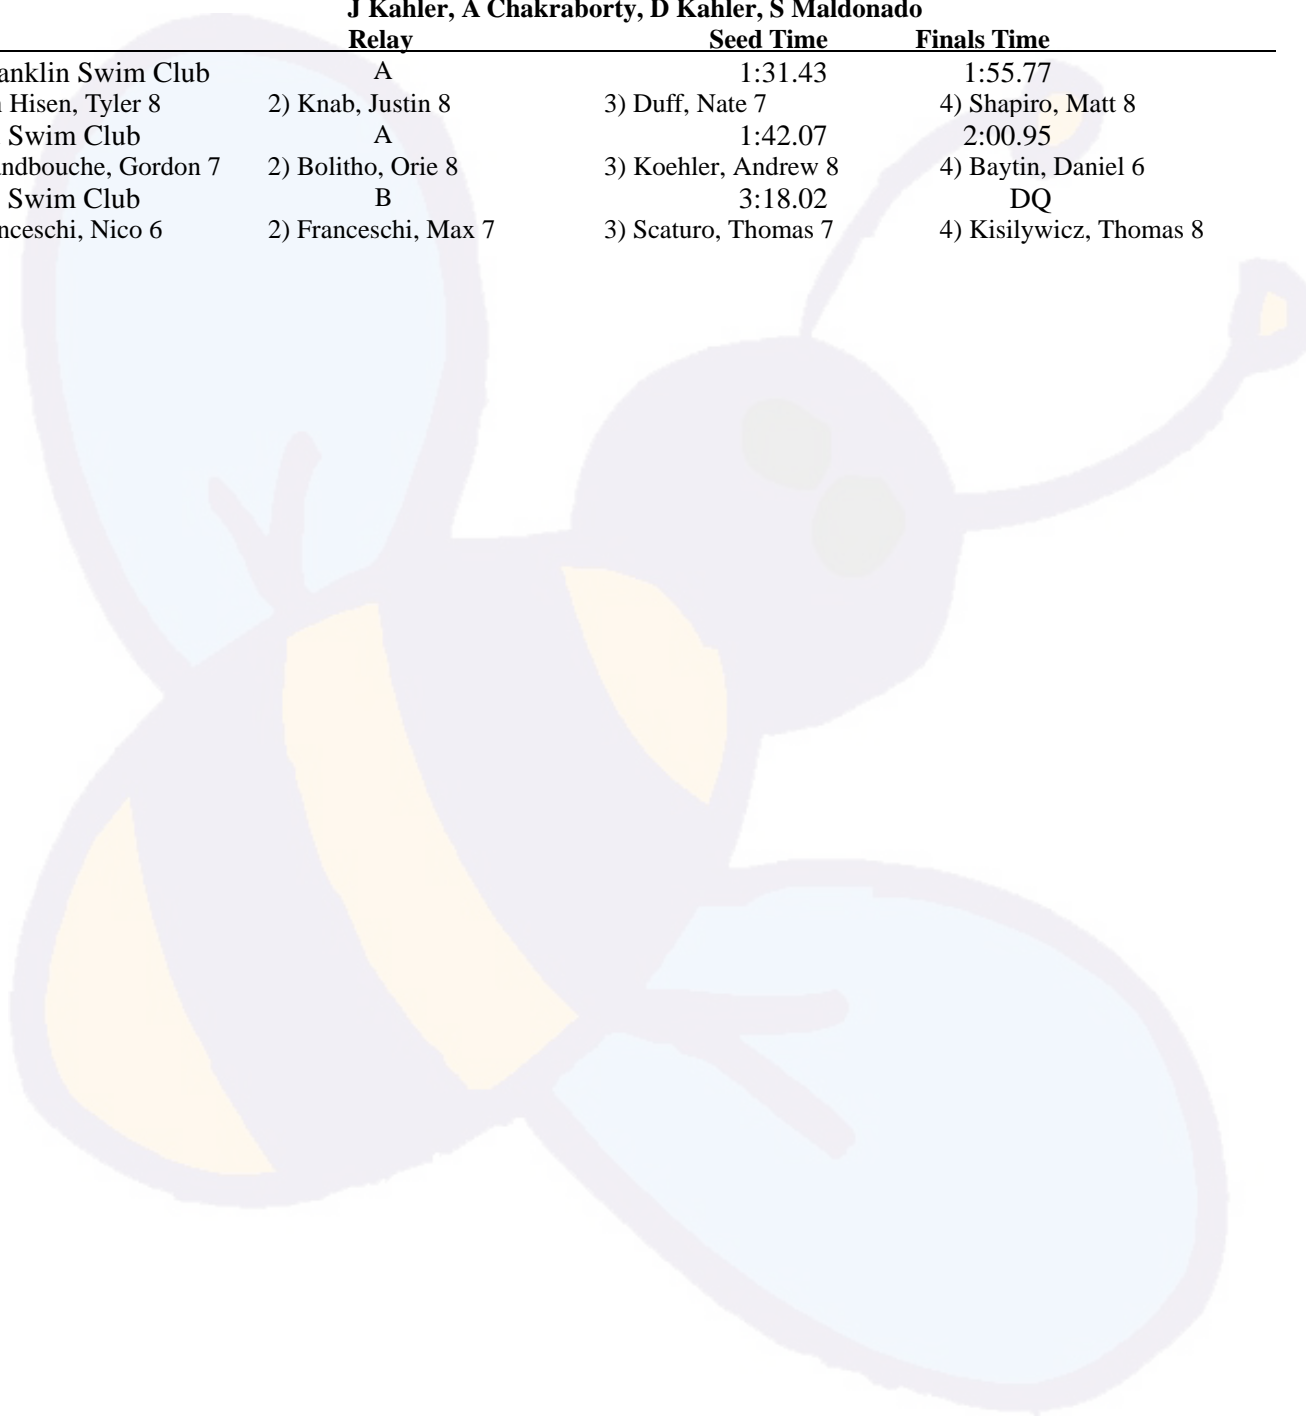 J Kahler, A Chakraborty, D Kahler, S Maldonado
Relay Seed Time Finals Time
anklin Swim Club A 1:31.43 1:55.77
Hisen, Tyler 8 2) Knab, Justin 8 3) Duff, Nate 7 4) Shapiro, Matt 8
Swim Club A 1:42.07 2:00.95
andbouche, Gordon 7 2) Bolitho, Orie 8 3) Koehler, Andrew 8 4) Baytin, Daniel 6
Swim Club B 3:18.02 DQ
nceschi, Nico 6 2) Franceschi, Max 7 3) Scaturo, Thomas 7 4) Kisilywicz, Thomas 8